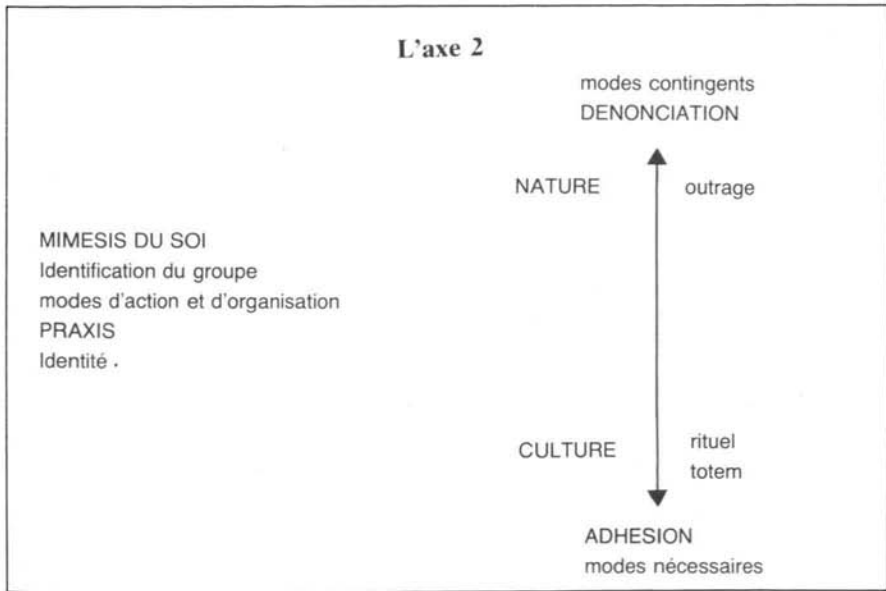 L'axe 2
modes contingents
DENONCIATION
NATURE outrage
MIMESIS DU SOI
Identification du groupe
modes d'action et d'organisation
PRAXIS
Identité .
CULTURE rituel
totem
ADHESION
modes nécessaires